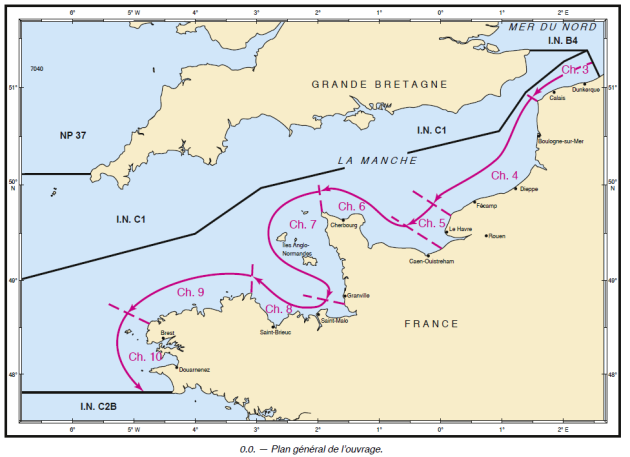 6° 5° W 4° 3° 2° 1° 0° 1° 2° E
MER DU NORD
I.N. B4
7040
Ch. 3
51°
51°
GRANDE BRETAGNE
Dunkerque
Calais
NP 37
I.N. C1
Boulogne-sur-Mer
LA MANCHE
Ch. 4
50°
N
50°
N
Dieppe
Ch. 6
Fécamp
I.N. C1
Ch. 7
Cherbourg
Ch. 5
Le Havre
Rouen
Iles Anglo-
Normandes
Caen-Ouistreham
49°
49°
Ch. 9
Granville
Ch. 8
Saint-Malo
FRANCE
Saint-Brieuc
Brest
Ch. 10
Douarnenez
48°
48°
I.N. C2B
6° 5° W 4° 3° 2° 1° 0° 1° 2° E
0.0. — Plan général de l'ouvrage.